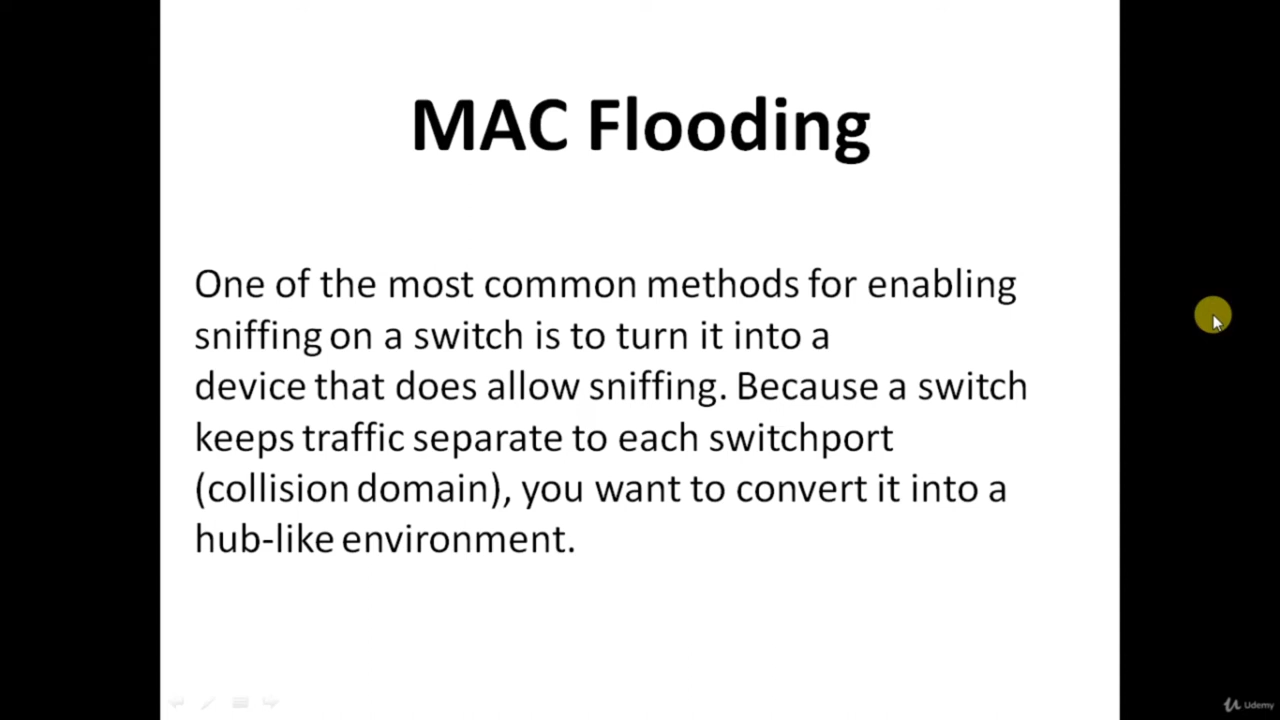 MAC Flooding
One of the most common methods for enabling
sniffing on a switch is to turn it into a
device that does allow sniffing. Because a switch
keeps traffic separate to each switchport
(collision domain), you want to convert it into a
hub-like environment.
Udemy